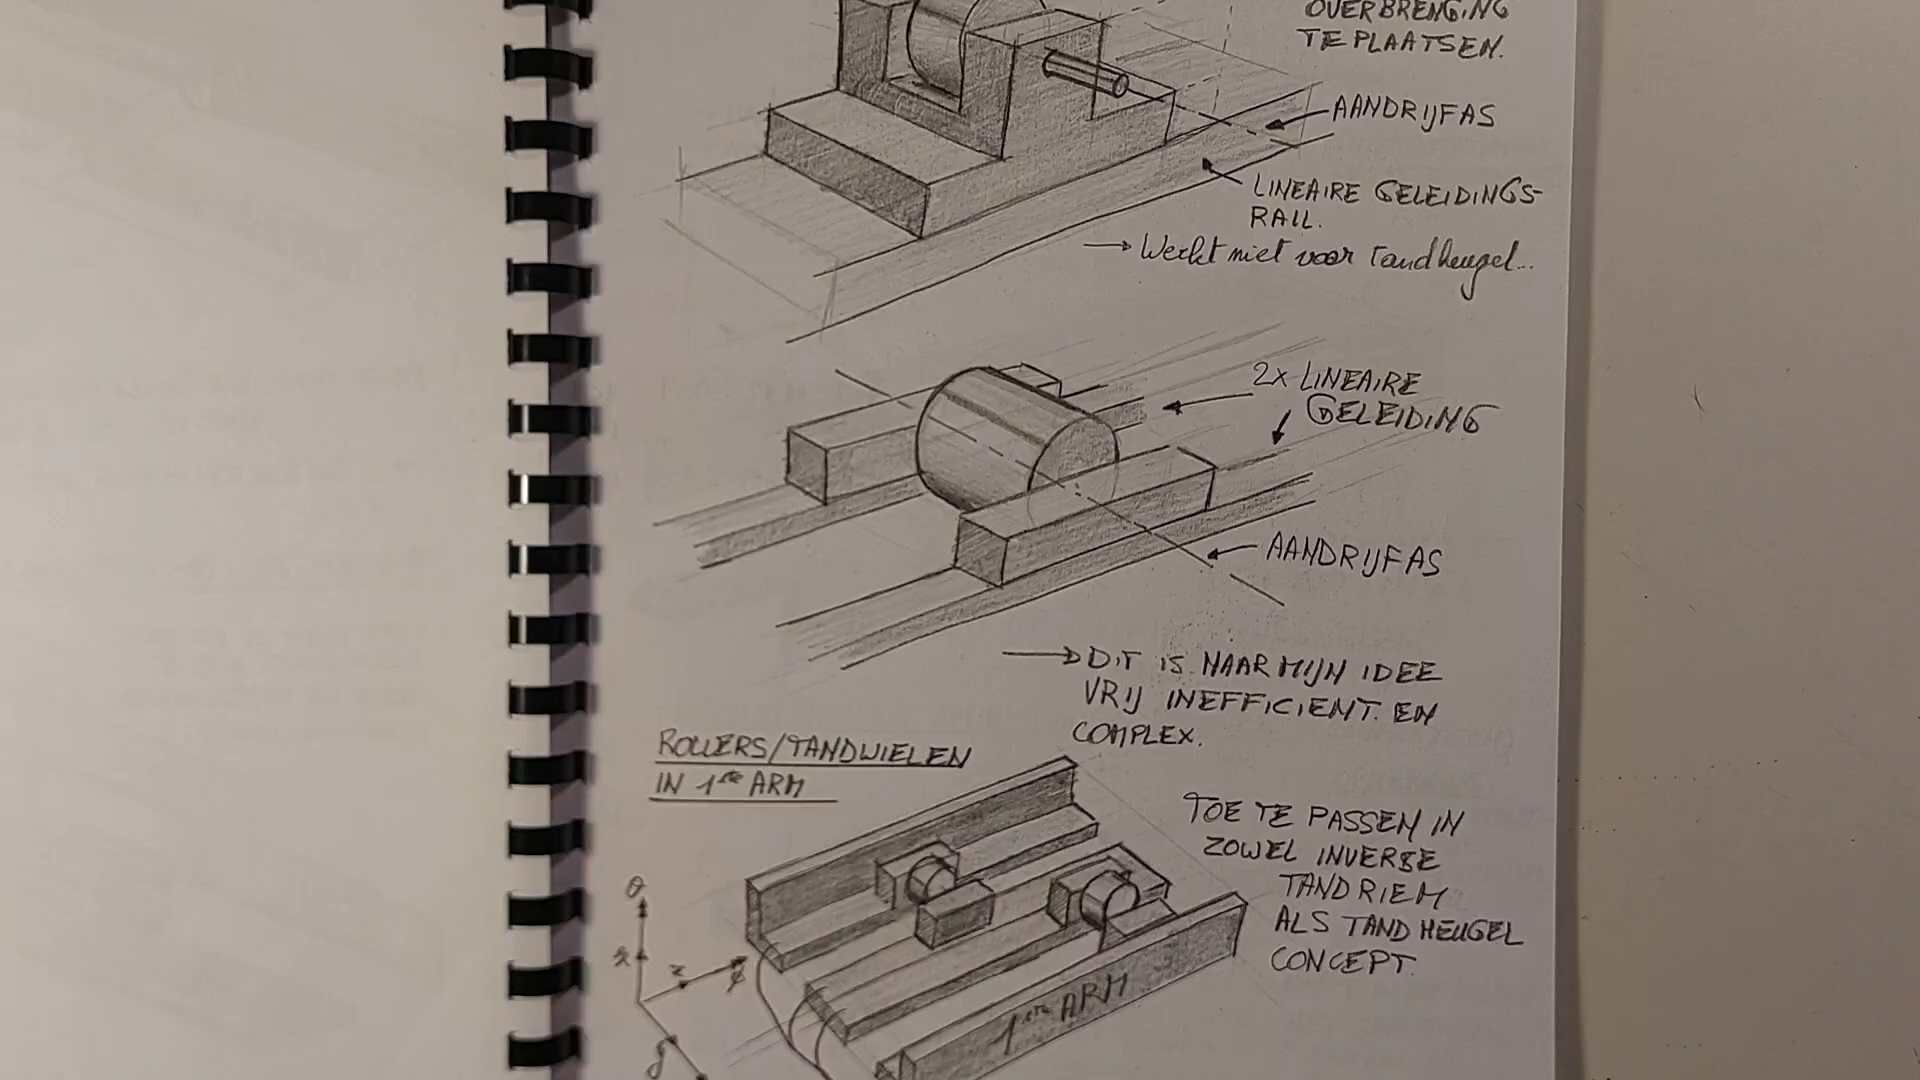 OVERBRENGING
TE PLAATSEN.
AANDRIJFAS
LINEAIRE GELEIDINGS-
RAIL.
→ Werkt niet voor Tandheugel...
2x LINEAIRE
GELEIDING
AANDRIJFAS
→ DIT IS NAAR MIJN IDEE
VRIJ INEFFICIENT. EN
COMPLEX.
ROLLERS/TANDWIELEN
IN 1ste ARM
TOE TE PASSEN IN
ZOWEL INVERSE
TANDRIEM
ALS TANDHEUGEL
CONCEPT.
1ste ARM